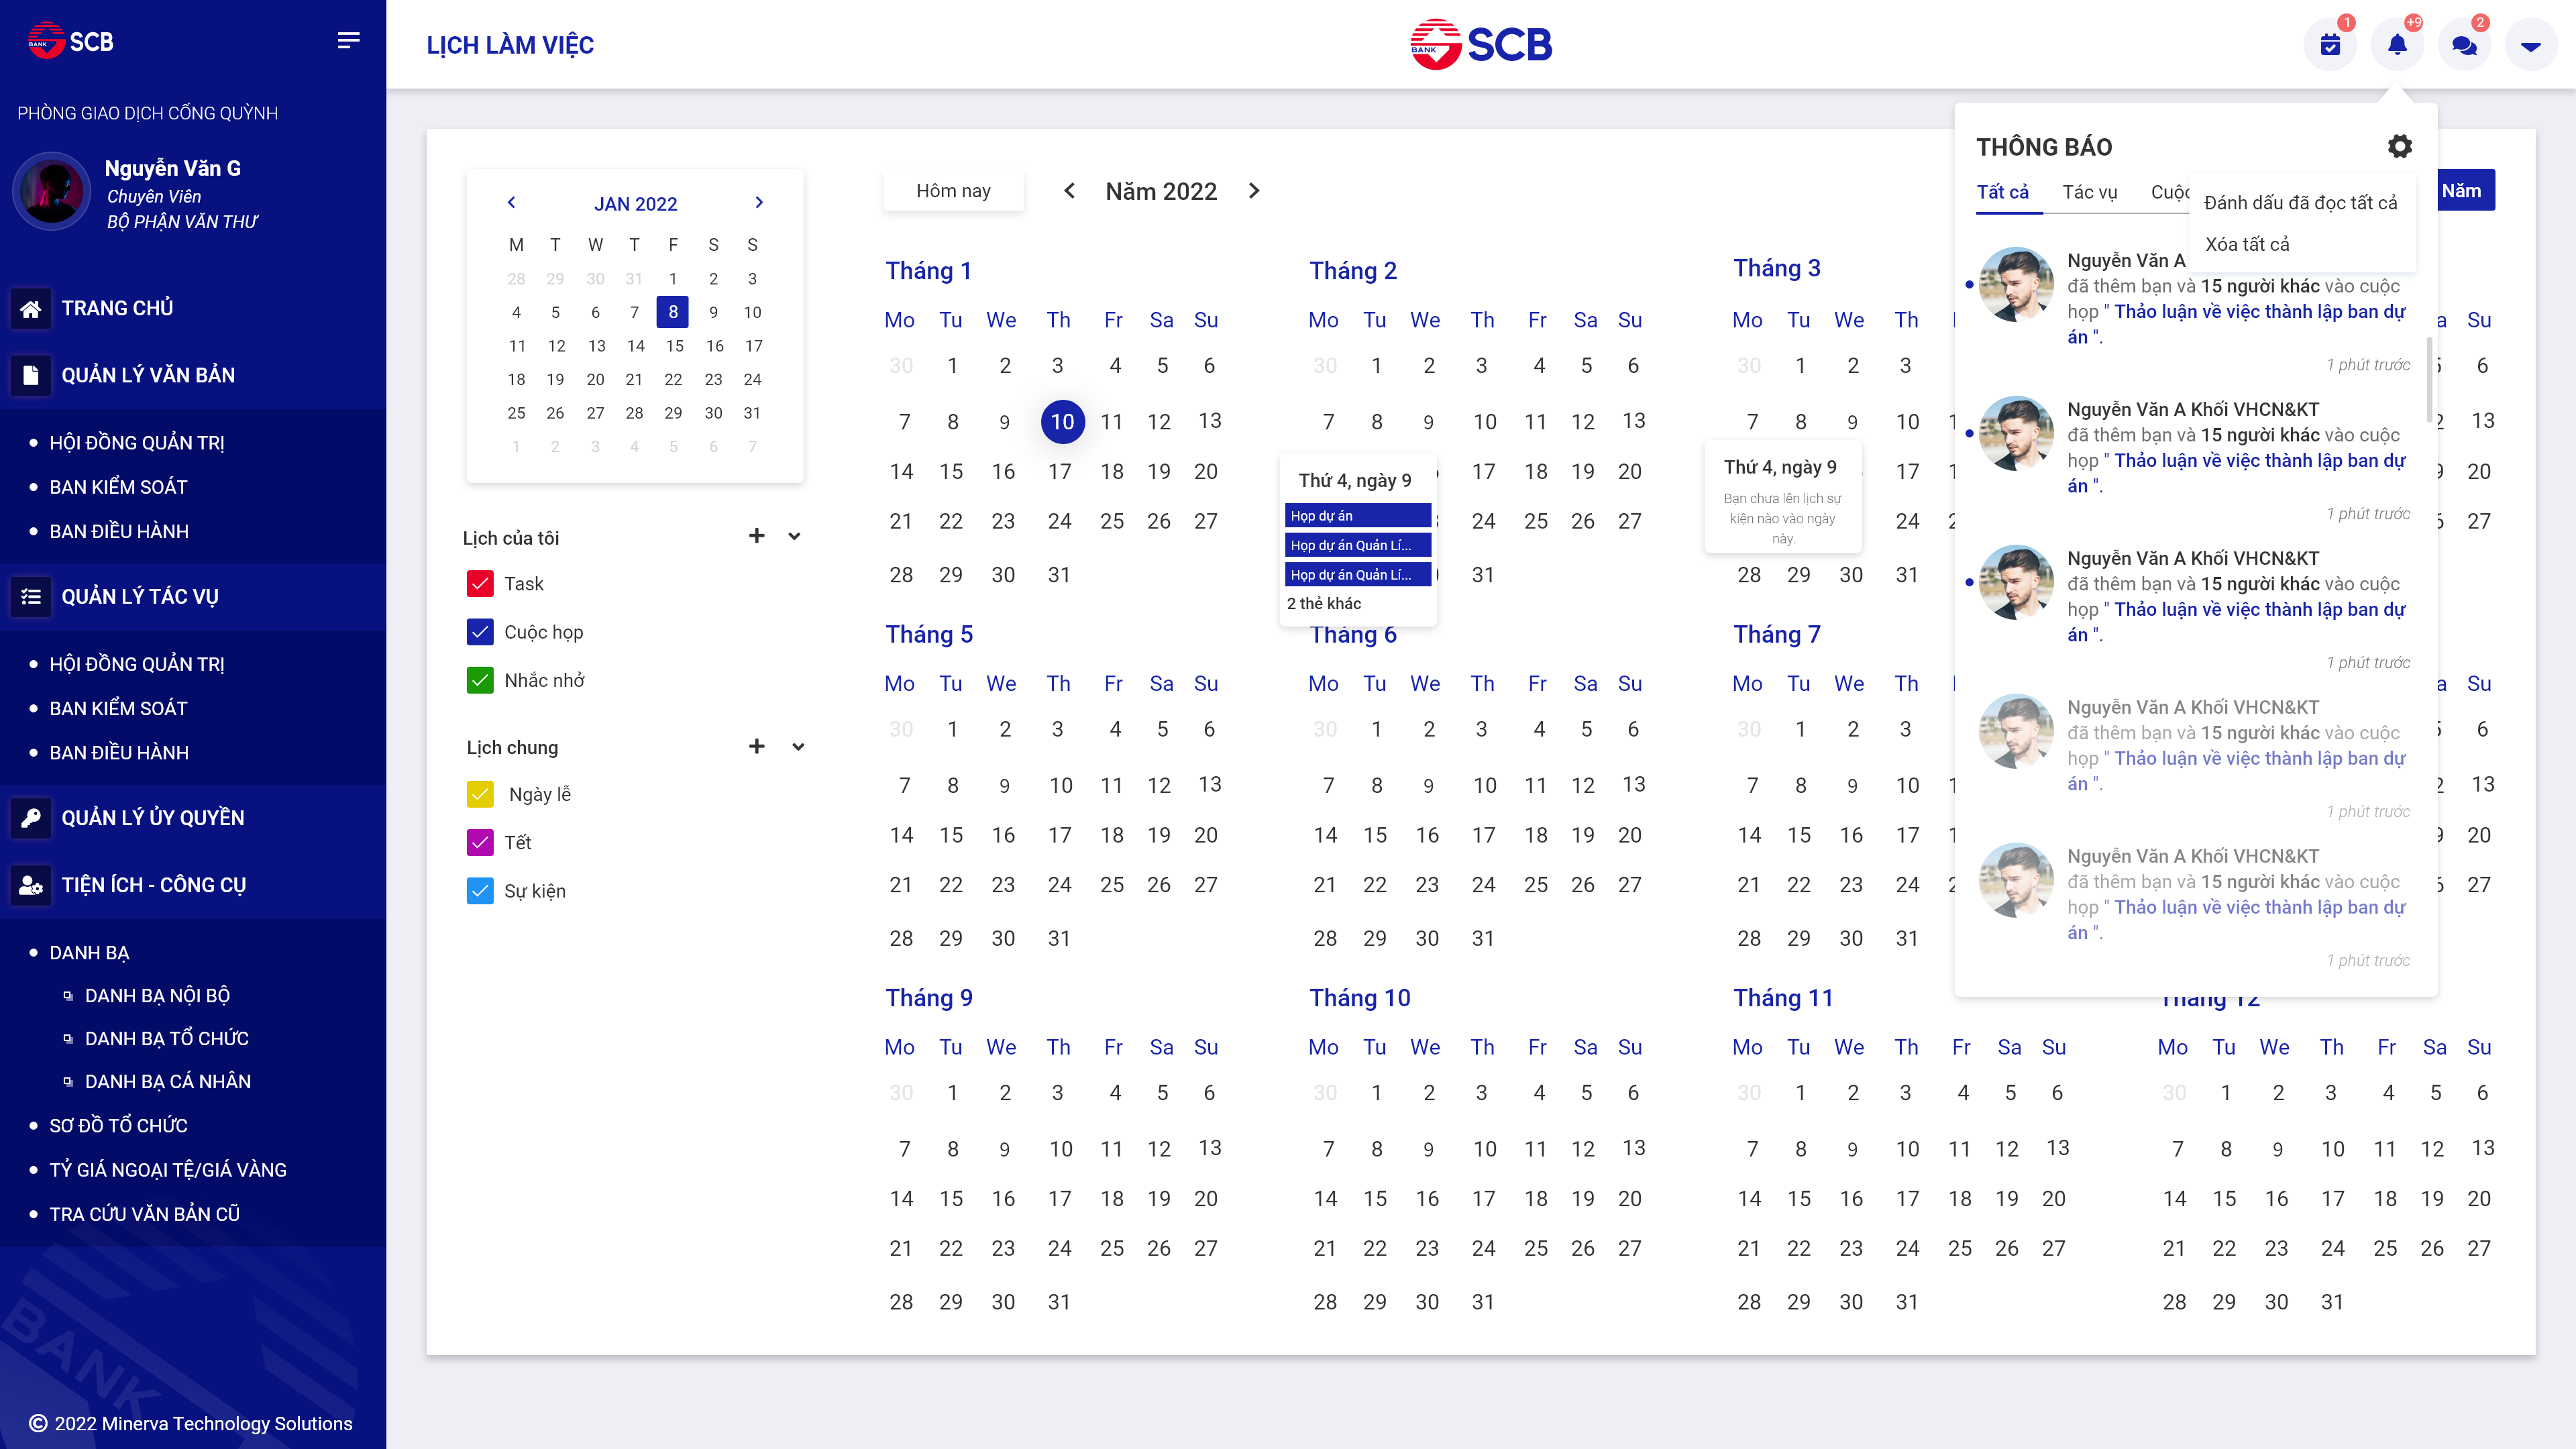 BANK SCB
PHÒNG GIAO DỊCH CỐNG QUỲNH
Nguyễn Văn G
Chuyên Viên
BỘ PHẬN VĂN THƯ
TRANG CHỦ
QUẢN LÝ VĂN BẢN
HỘI ĐỒNG QUẢN TRỊ
BAN KIỂM SOÁT
BAN ĐIỀU HÀNH
QUẢN LÝ TÁC VỤ
HỘI ĐỒNG QUẢN TRỊ
BAN KIỂM SOÁT
BAN ĐIỀU HÀNH
QUẢN LÝ ỦY QUYỀN
TIỆN ÍCH - CÔNG CỤ
DANH BẠ
DANH BẠ NỘI BỘ
DANH BẠ TỔ CHỨC
DANH BẠ CÁ NHÂN
SƠ ĐỒ TỔ CHỨC
TỶ GIÁ NGOẠI TỆ/GIÁ VÀNG
TRA CỨU VĂN BẢN CŨ
BANK
© 2022 Minerva Technology Solutions
LỊCH LÀM VIỆC
BANK SCB
1 +9 2
JAN 2022
M T W T F S S
28 29 30 31 1 2 3
4 5 6 7 8 9 10
11 12 13 14 15 16 17
18 19 20 21 22 23 24
25 26 27 28 29 30 31
1 2 3 4 5 6 7
Lịch của tôi
Task
Cuộc họp
Nhắc nhở
Lịch chung
Ngày lễ
Tết
Sự kiện
Hôm nay
Năm 2022
Năm
Tháng 1
Mo Tu We Th Fr Sa Su
30 1 2 3 4 5 6
7 8 9 10 11 12 13
14 15 16 17 18 19 20
21 22 23 24 25 26 27
28 29 30 31
Tháng 2
Mo Tu We Th Fr Sa Su
30 1 2 3 4 5 6
7 8 9 10 11 12 13
17 18 19 20
24 25 26 27
31
Thứ 4, ngày 9
Họp dự án
Họp dự án Quản Lí...
Họp dự án Quản Lí...
2 thẻ khác
Tháng 3
Mo Tu We Th
30 1 2 3
7 8 9 10
17
24
28 29 30 31
Thứ 4, ngày 9
Bạn chưa lên lịch sự
kiện nào vào ngày
này.
Su
6
13
20
27
Tháng 5
Mo Tu We Th Fr Sa Su
30 1 2 3 4 5 6
7 8 9 10 11 12 13
14 15 16 17 18 19 20
21 22 23 24 25 26 27
28 29 30 31
Tháng 6
Mo Tu We Th Fr Sa Su
30 1 2 3 4 5 6
7 8 9 10 11 12 13
14 15 16 17 18 19 20
21 22 23 24 25 26 27
28 29 30 31
Tháng 7
Mo Tu We Th
30 1 2 3
7 8 9 10
14 15 16 17
21 22 23 24
28 29 30 31
Su
6
13
20
27
Tháng 9
Mo Tu We Th Fr Sa Su
30 1 2 3 4 5 6
7 8 9 10 11 12 13
14 15 16 17 18 19 20
21 22 23 24 25 26 27
28 29 30 31
Tháng 10
Mo Tu We Th Fr Sa Su
30 1 2 3 4 5 6
7 8 9 10 11 12 13
14 15 16 17 18 19 20
21 22 23 24 25 26 27
28 29 30 31
Tháng 11
Mo Tu We Th Fr Sa Su
30 1 2 3 4 5 6
7 8 9 10 11 12 13
14 15 16 17 18 19 20
21 22 23 24 25 26 27
28 29 30 31
Tháng 12
Mo Tu We Th Fr Sa Su
30 1 2 3 4 5 6
7 8 9 10 11 12 13
14 15 16 17 18 19 20
21 22 23 24 25 26 27
28 29 30 31
THÔNG BÁO
Tất cả Tác vụ Cuộc
Đánh dấu đã đọc tất cả
Xóa tất cả
Nguyễn Văn A
đã thêm bạn và 15 người khác vào cuộc
họp " Thảo luận về việc thành lập ban dự
án ".
1 phút trước
Nguyễn Văn A Khối VHCN&KT
đã thêm bạn và 15 người khác vào cuộc
họp " Thảo luận về việc thành lập ban dự
án ".
1 phút trước
Nguyễn Văn A Khối VHCN&KT
đã thêm bạn và 15 người khác vào cuộc
họp " Thảo luận về việc thành lập ban dự
án ".
1 phút trước
Nguyễn Văn A Khối VHCN&KT
đã thêm bạn và 15 người khác vào cuộc
họp " Thảo luận về việc thành lập ban dự
án ".
1 phút trước
Nguyễn Văn A Khối VHCN&KT
đã thêm bạn và 15 người khác vào cuộc
họp " Thảo luận về việc thành lập ban dự
án ".
1 phút trước